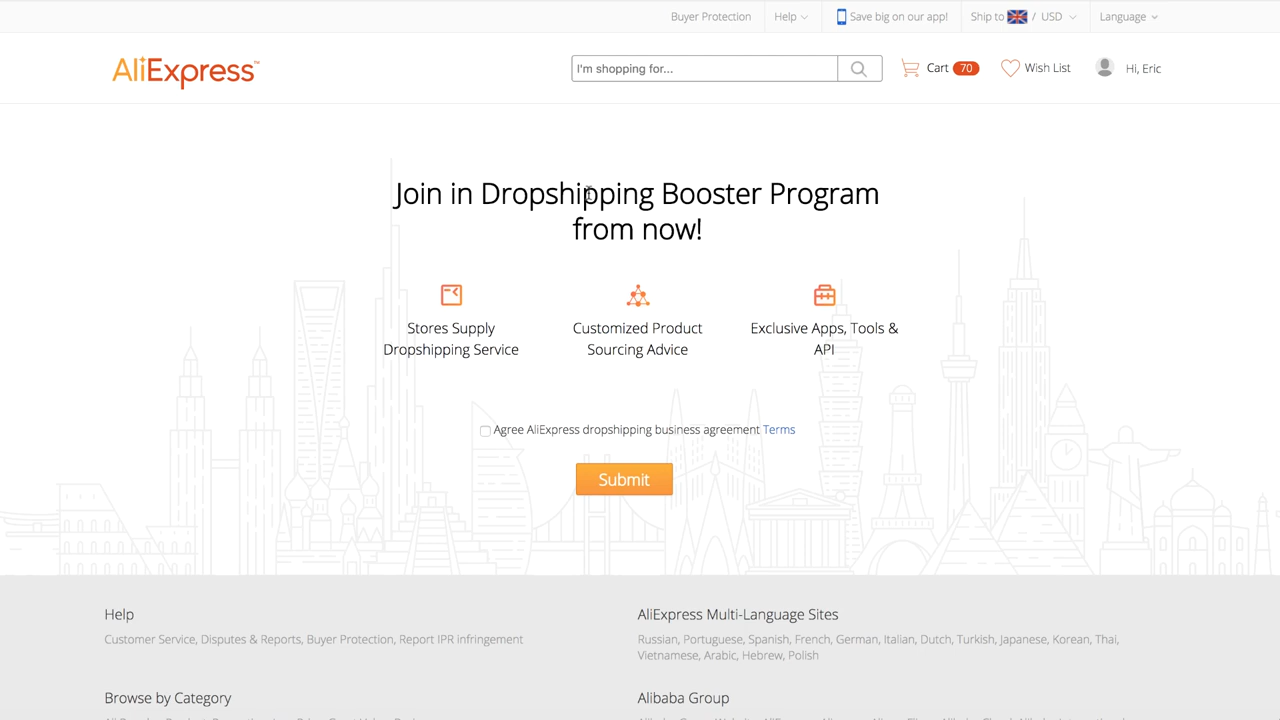 Buyer Protection Help Save big on our app! Ship to / USD Language
AliExpress™ I'm shopping for... Cart 70 Wish List Hi, Eric
Join in Dropshipping Booster Program
from now!
Stores Supply
Dropshipping Service
Customized Product
Sourcing Advice
Exclusive Apps, Tools &
API
Agree AliExpress dropshipping business agreement Terms
Submit
Help
Customer Service, Disputes & Reports, Buyer Protection, Report IPR infringement
AliExpress Multi-Language Sites
Russian, Portuguese, Spanish, French, German, Italian, Dutch, Turkish, Japanese, Korean, Thai,
Vietnamese, Arabic, Hebrew, Polish
Browse by Category
Alibaba Group